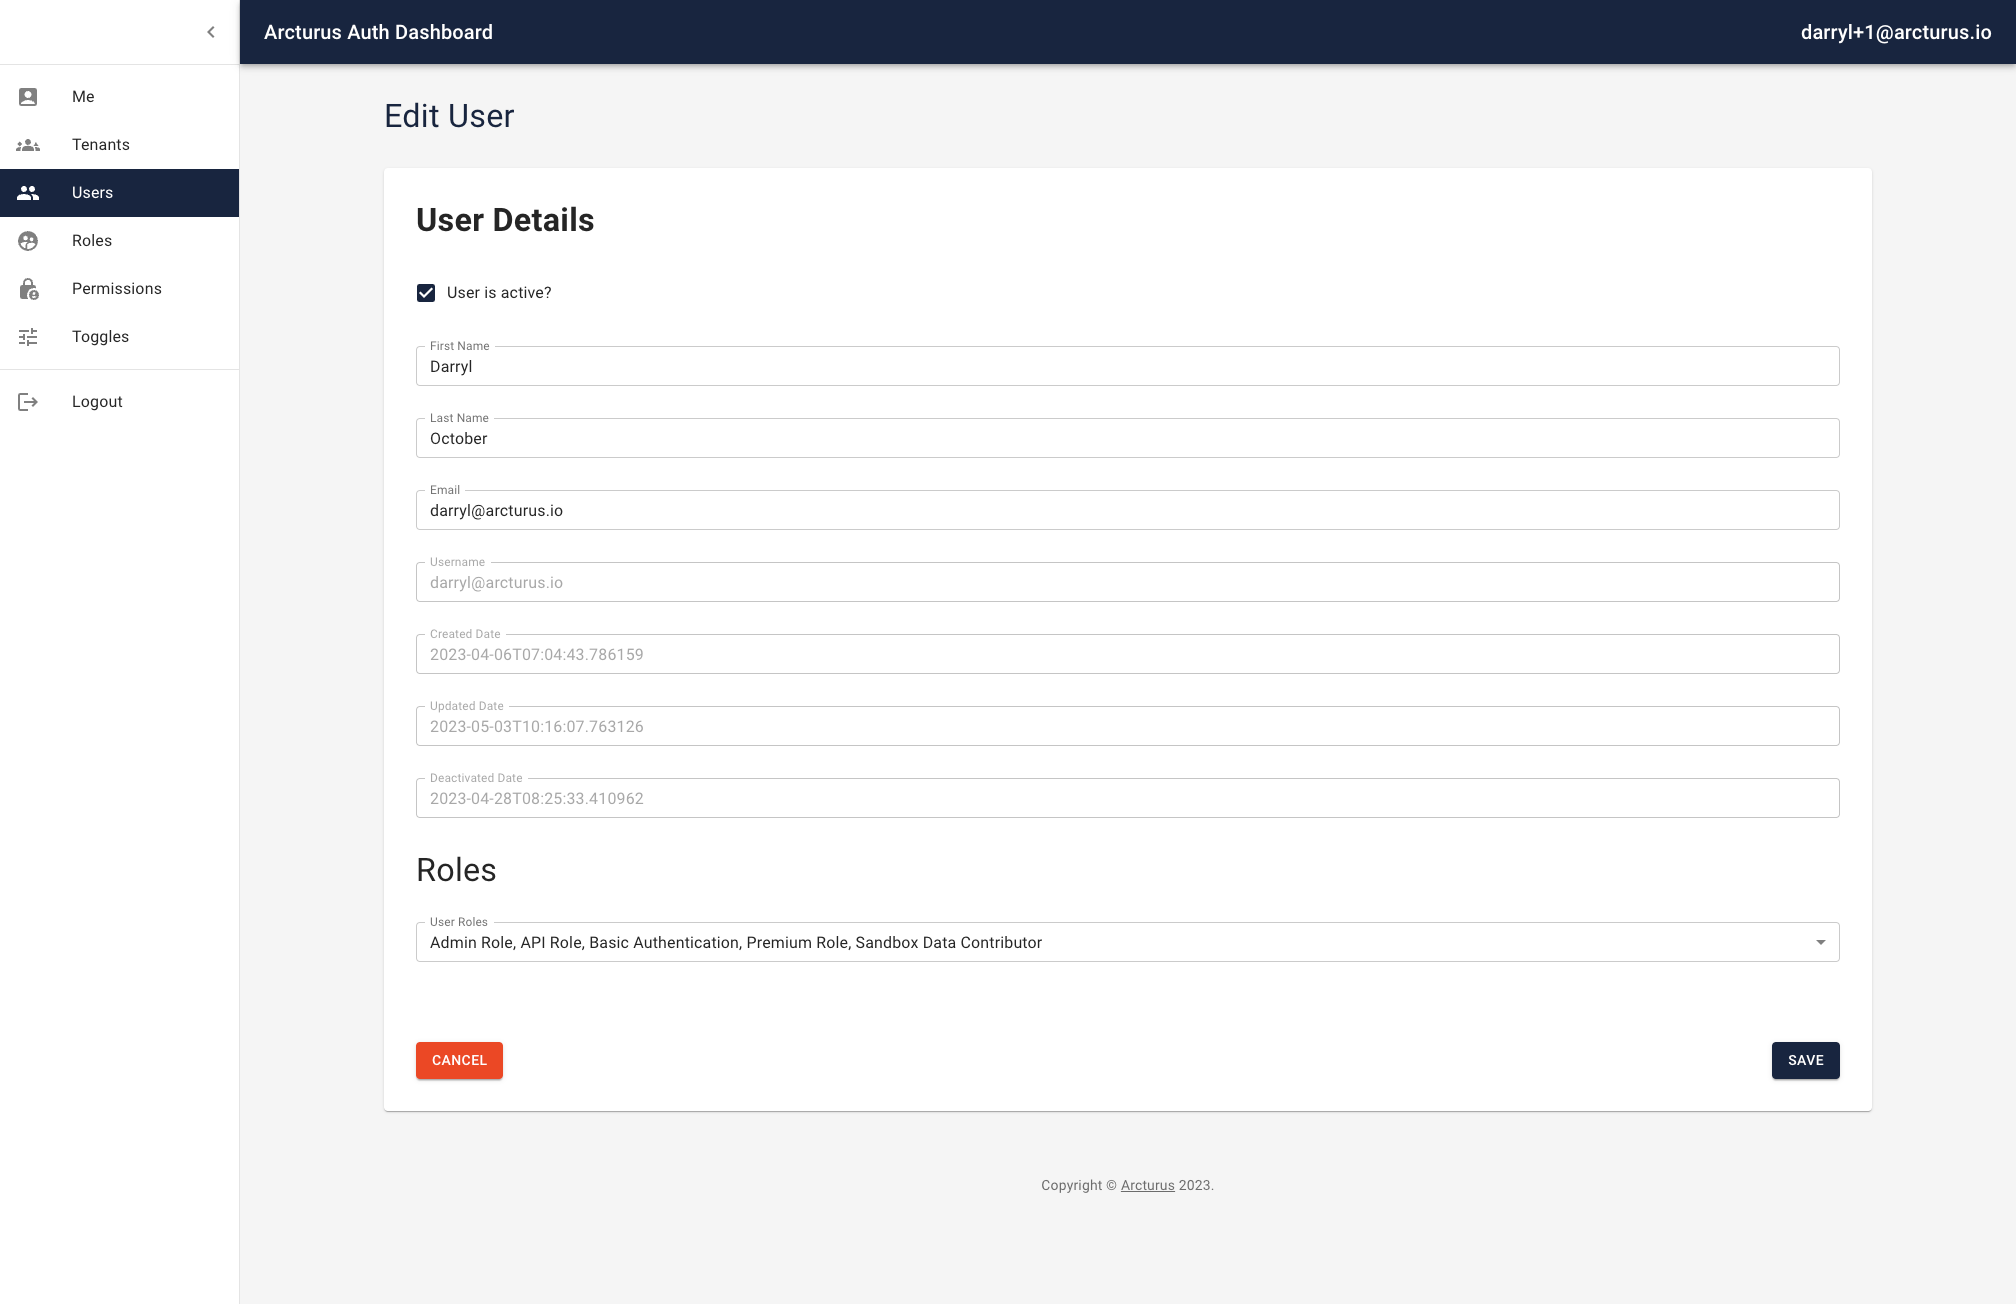 Arcturus Auth Dashboard
darryl+1@arcturus.io
Me
Tenants
Users
Roles
Permissions
Toggles
Logout
Edit User
User Details
User is active?
First Name
Darryl
Last Name
October
Email
darryl@arcturus.io
Username
darryl@arcturus.io
Created Date
2023-04-06T07:04:43.786159
Updated Date
2023-05-03T10:16:07.763126
Deactivated Date
2023-04-28T08:25:33.410962
Roles
User Roles
Admin Role, API Role, Basic Authentication, Premium Role, Sandbox Data Contributor
CANCEL
SAVE
Copyright © Arcturus 2023.